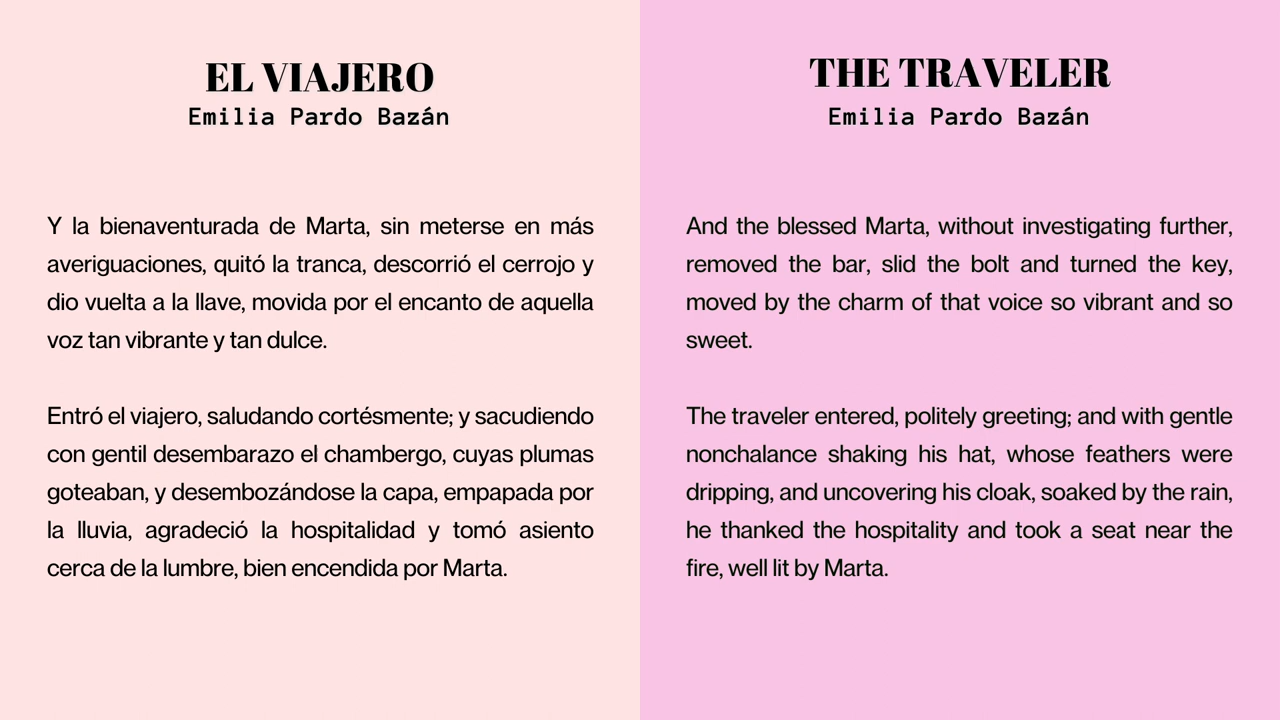 EL VIAJERO
Emilia Pardo Bazán
Y la bienaventurada de Marta, sin meterse en más
averiguaciones, quitó la tranca, descorrió el cerrojo y
dio vuelta a la llave, movida por el encanto de aquella
voz tan vibrante y tan dulce.
Entró el viajero, saludando cortésmente; y sacudiendo
con gentil desembarazo el chambergo, cuyas plumas
goteaban, y desembozándose la capa, empapada por
la lluvia, agradeció la hospitalidad y tomó asiento
cerca de la lumbre, bien encendida por Marta.
THE TRAVELER
Emilia Pardo Bazán
And the blessed Marta, without investigating further,
removed the bar, slid the bolt and turned the key,
moved by the charm of that voice so vibrant and so
sweet.
The traveler entered, politely greeting; and with gentle
nonchalance shaking his hat, whose feathers were
dripping, and uncovering his cloak, soaked by the rain,
he thanked the hospitality and took a seat near the
fire, well lit by Marta.